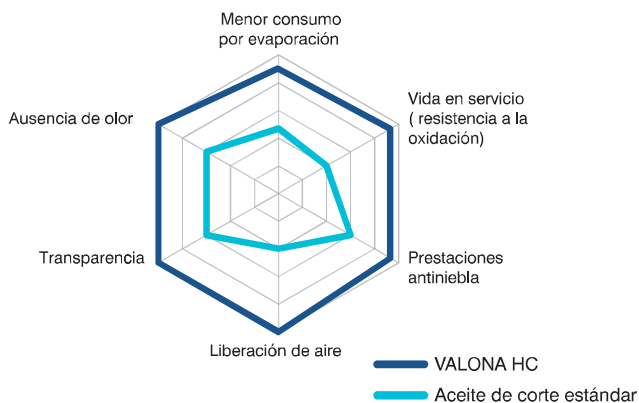 Menor consumo
por evaporación
Ausencia de olor
Vida en servicio
( resistencia a la
oxidación)
Transparencia
Prestaciones
antiniebla
Liberación de aire
VALONA HC
Aceite de corte estándar